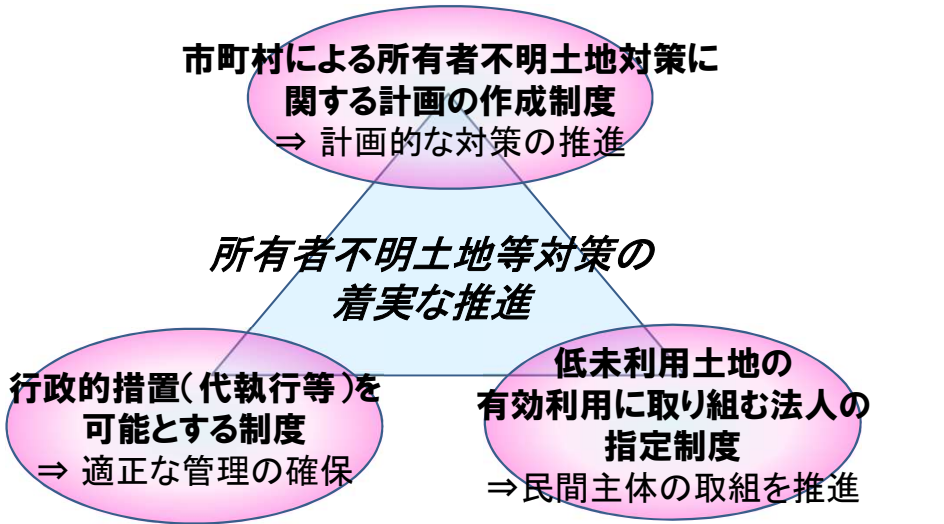 市町村による所有者不明土地対策に
関する計画の作成制度
⇒ 計画的な対策の推進
所有者不明土地等対策の
着実な推進
行政的措置（代執行等）を
可能とする制度
⇒ 適正な管理の確保
低未利用土地の
有効利用に取り組む法人の
指定制度
⇒民間主体の取組を推進